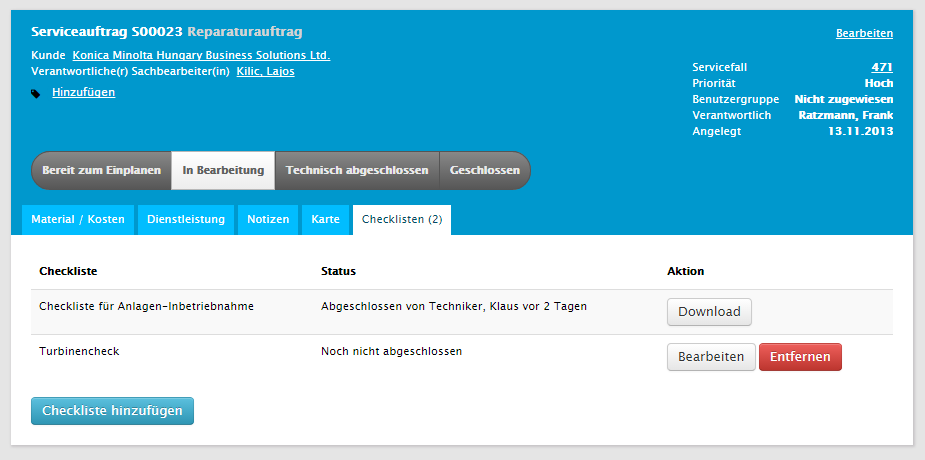 Serviceauftrag S00023 Reparaturauftrag
Bearbeiten
Kunde Konica Minolta Hungary Business Solutions Ltd.
Verantwortliche(r) Sachbearbeiter(in) Kilic, Lajos
Hinzufügen
Servicefall 471
Priorität Hoch
Benutzergruppe Nicht zugewiesen
Verantwortlich Ratzmann, Frank
Angelegt 13.11.2013
Bereit zum Einplanen In Bearbeitung Technisch abgeschlossen Geschlossen
Material / Kosten Dienstleistung Notizen Karte Checklisten (2)
Checkliste Status Aktion
Checkliste für Anlagen-Inbetriebnahme Abgeschlossen von Techniker, Klaus vor 2 Tagen Download
Turbinencheck Noch nicht abgeschlossen Bearbeiten Entfernen
Checkliste hinzufügen